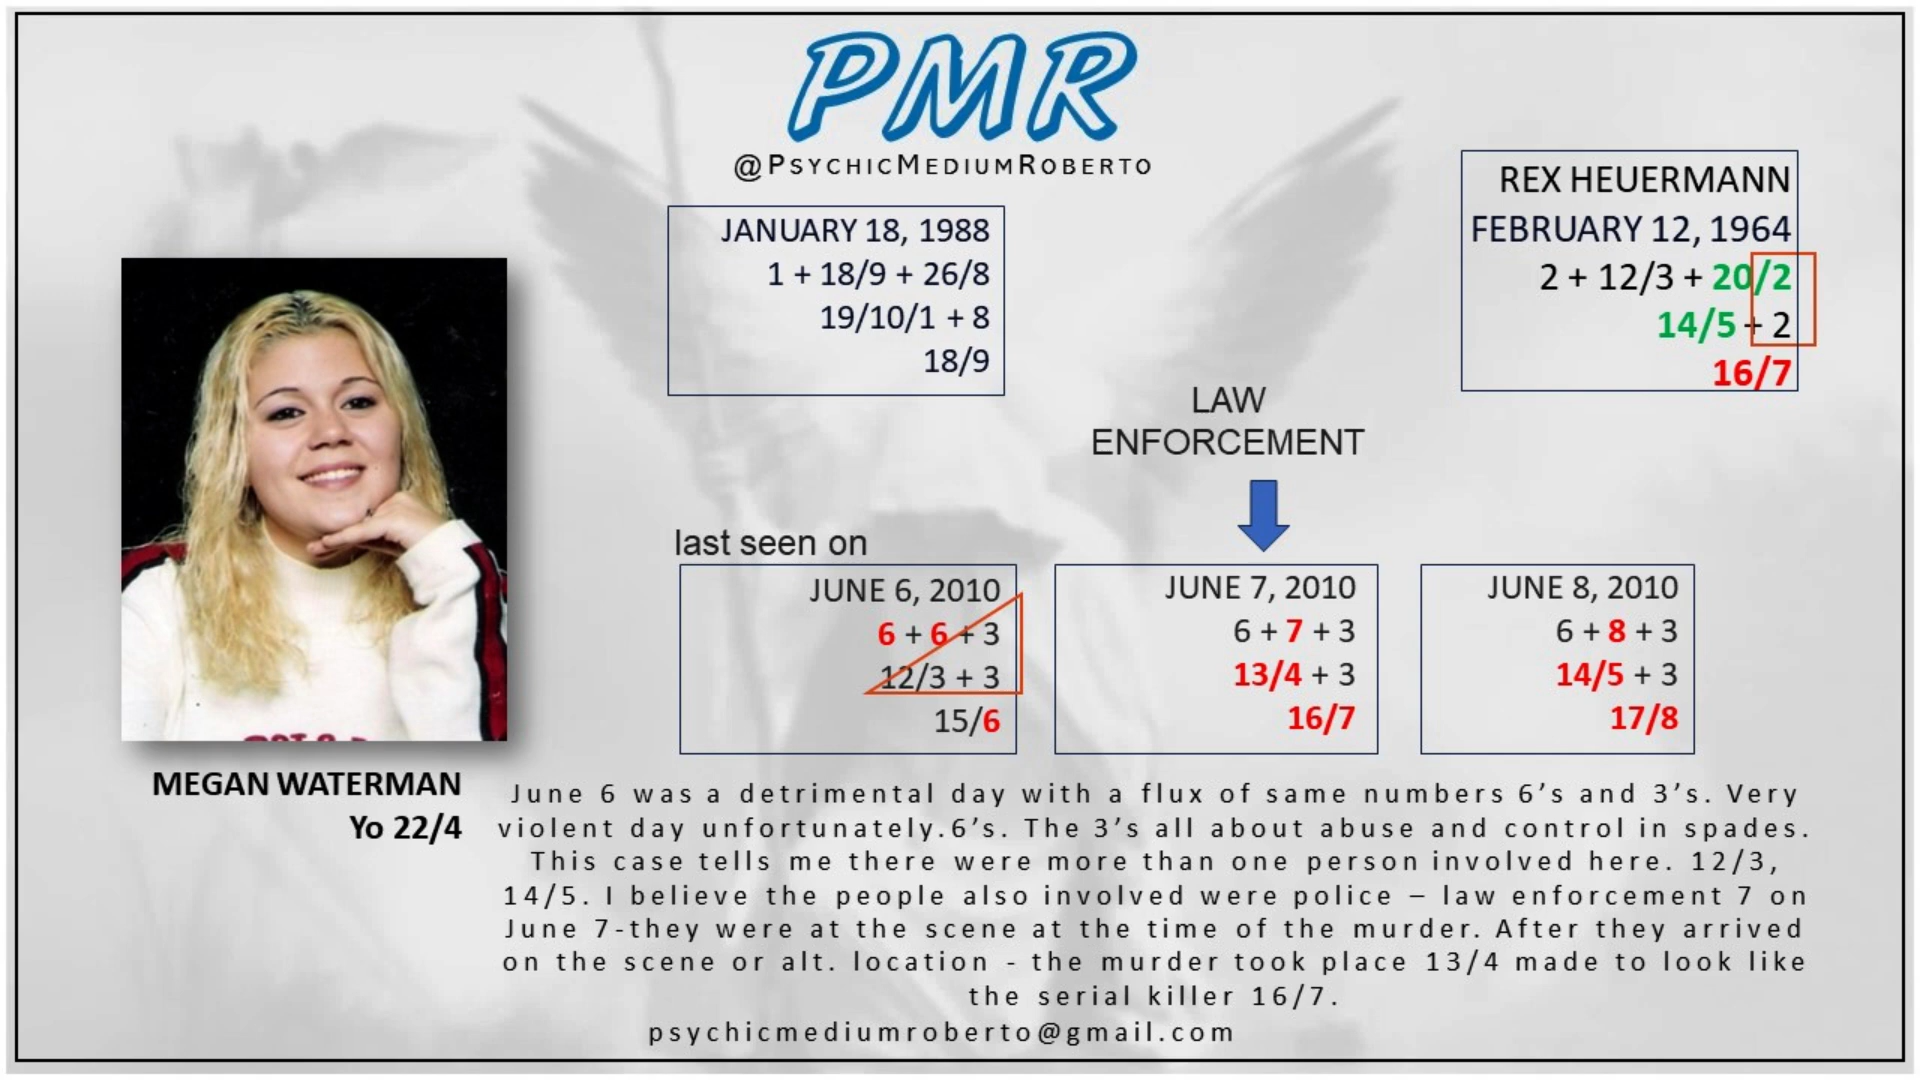 PMR
@PSYCHICMEDIUMROBERTO
JANUARY 18, 1988
1 + 18/9 + 26/8
19/10/1 + 8
18/9
REX HEUERMANN
FEBRUARY 12, 1964
2 + 12/3 + 20/2
14/5 + 2
16/7
LAW
ENFORCEMENT
last seen on
JUNE 6, 2010
6 + 6 + 3
12/3 + 3
15/6
JUNE 7, 2010
6 + 7 + 3
13/4 + 3
16/7
JUNE 8, 2010
6 + 8 + 3
14/5 + 3
17/8
MEGAN WATERMAN
Yo 22/4
June 6 was a detrimental day with a flux of same numbers 6’s and 3’s. Very
violent day unfortunately.6’s. The 3’s all about abuse and control in spades.
This case tells me there were more than one person involved here. 12/3,
14/5. I believe the people also involved were police – law enforcement 7 on
June 7-they were at the scene at the time of the murder. After they arrived
on the scene or alt. location - the murder took place 13/4 made to look like
the serial killer 16/7.
psychicmediumroberto@gmail.com